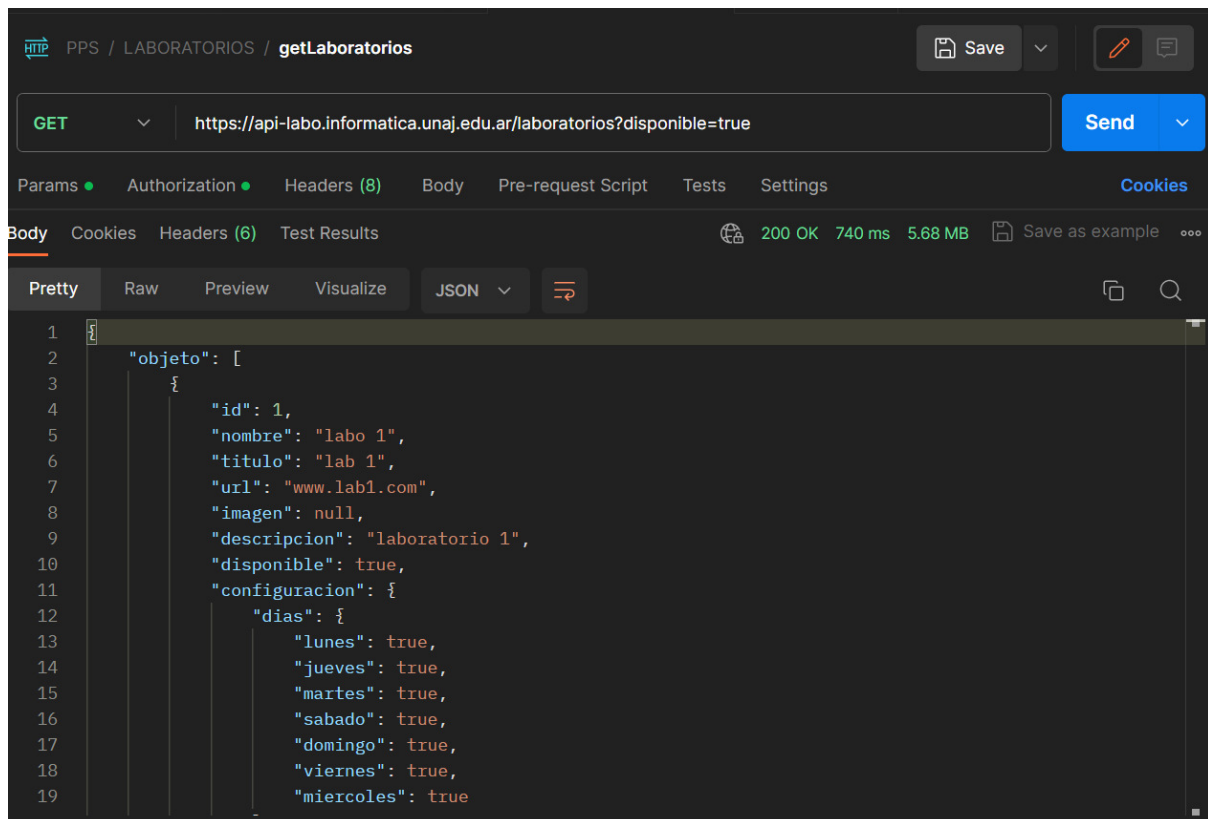 HTTP PPS / LABORATORIOS / getLaboratorios Save
GET https://api-labo.informatica.unaj.edu.ar/laboratorios?disponible=true Send
Params Authorization Headers (8) Body Pre-request Script Tests Settings Cookies
Body Cookies Headers (6) Test Results 200 OK 740 ms 5.68 MB Save as example
Pretty Raw Preview Visualize JSON
1 {
2 "objeto": [
3 {
4 "id": 1,
5 "nombre": "labo 1",
6 "titulo": "lab 1",
7 "url": "www.lab1.com",
8 "imagen": null,
9 "descripcion": "laboratorio 1",
10 "disponible": true,
11 "configuracion": {
12 "dias": {
13 "lunes": true,
14 "jueves": true,
15 "martes": true,
16 "sabado": true,
17 "domingo": true,
18 "viernes": true,
19 "miercoles": true